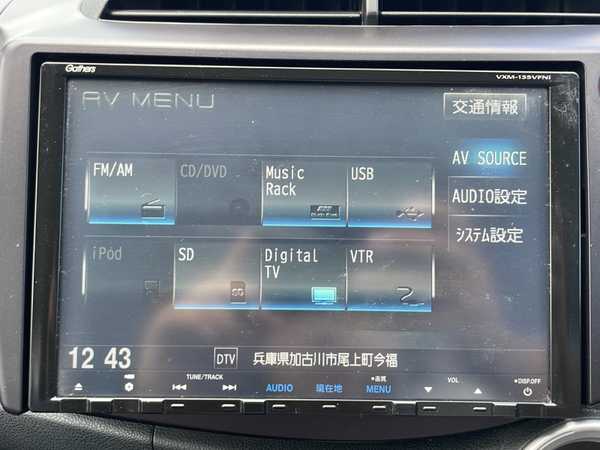 Gathers
VXM-155VFNi
AV MENU
交通情報
FM/AM
CD/DVD
Music Rack
USB
AV SOURCE
AUDIO設定
iPod
SD
Digital TV
VTR
システム設定
12 43
DTV
兵庫県加古川市尾上町今福
TUNE/TRACK
AUDIO
現在地
画質
MENU
VOL
DISP.OFF